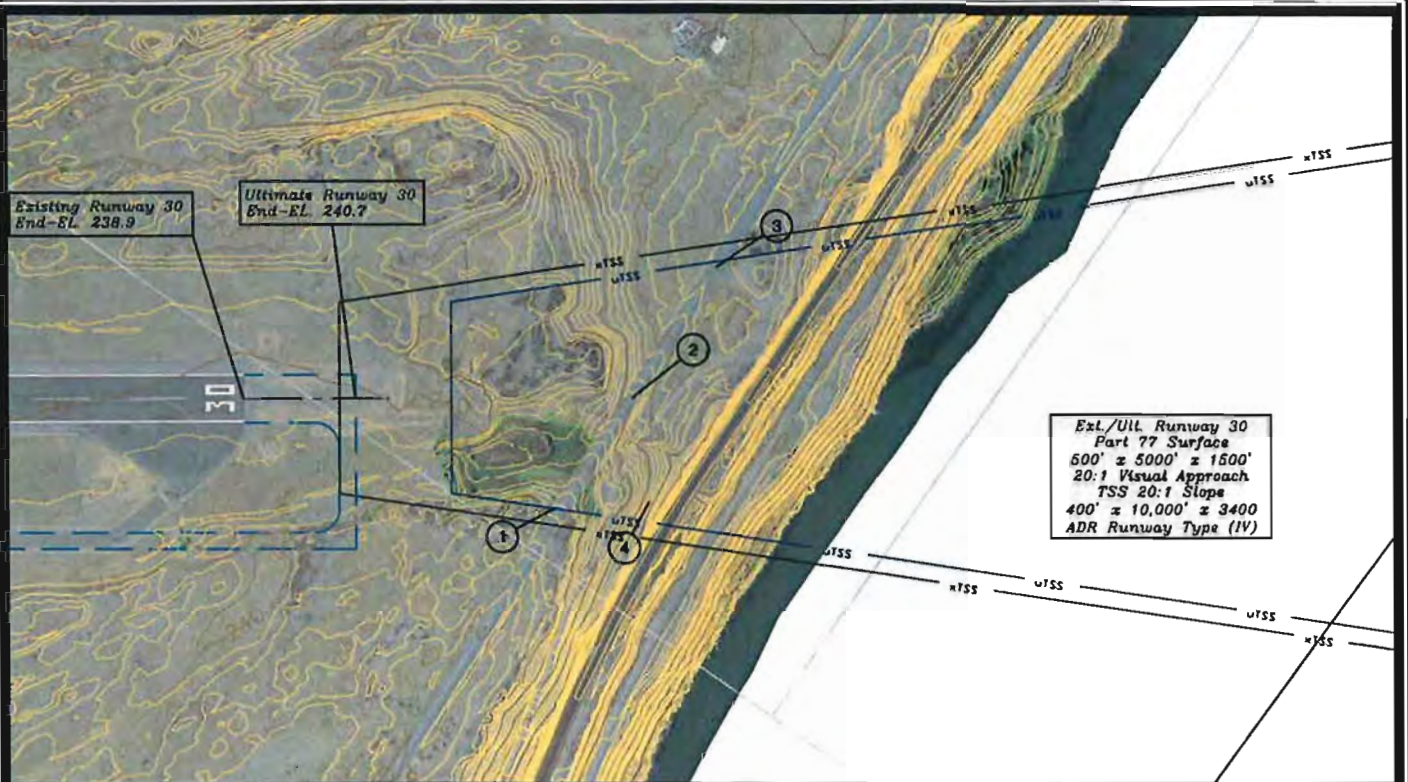 Existing Runway 30
End-EL. 238.9
Ultimate Runway 30
End-EL. 240.7
xTSS
uTSS
xTSS
uTSS
3
uTSS
xTSS
uTSS
2
30
Ext./Ult. Runway 30
Part 77 Surface
500' x 5000' x 1500'
20:1 Visual Approach
TSS 20:1 Slope
400' x 10,000' x 3400
ADR Runway Type (IV)
1
uTSS
xTSS
4
uTSS
xTSS
uTSS
uTSS
xTSS